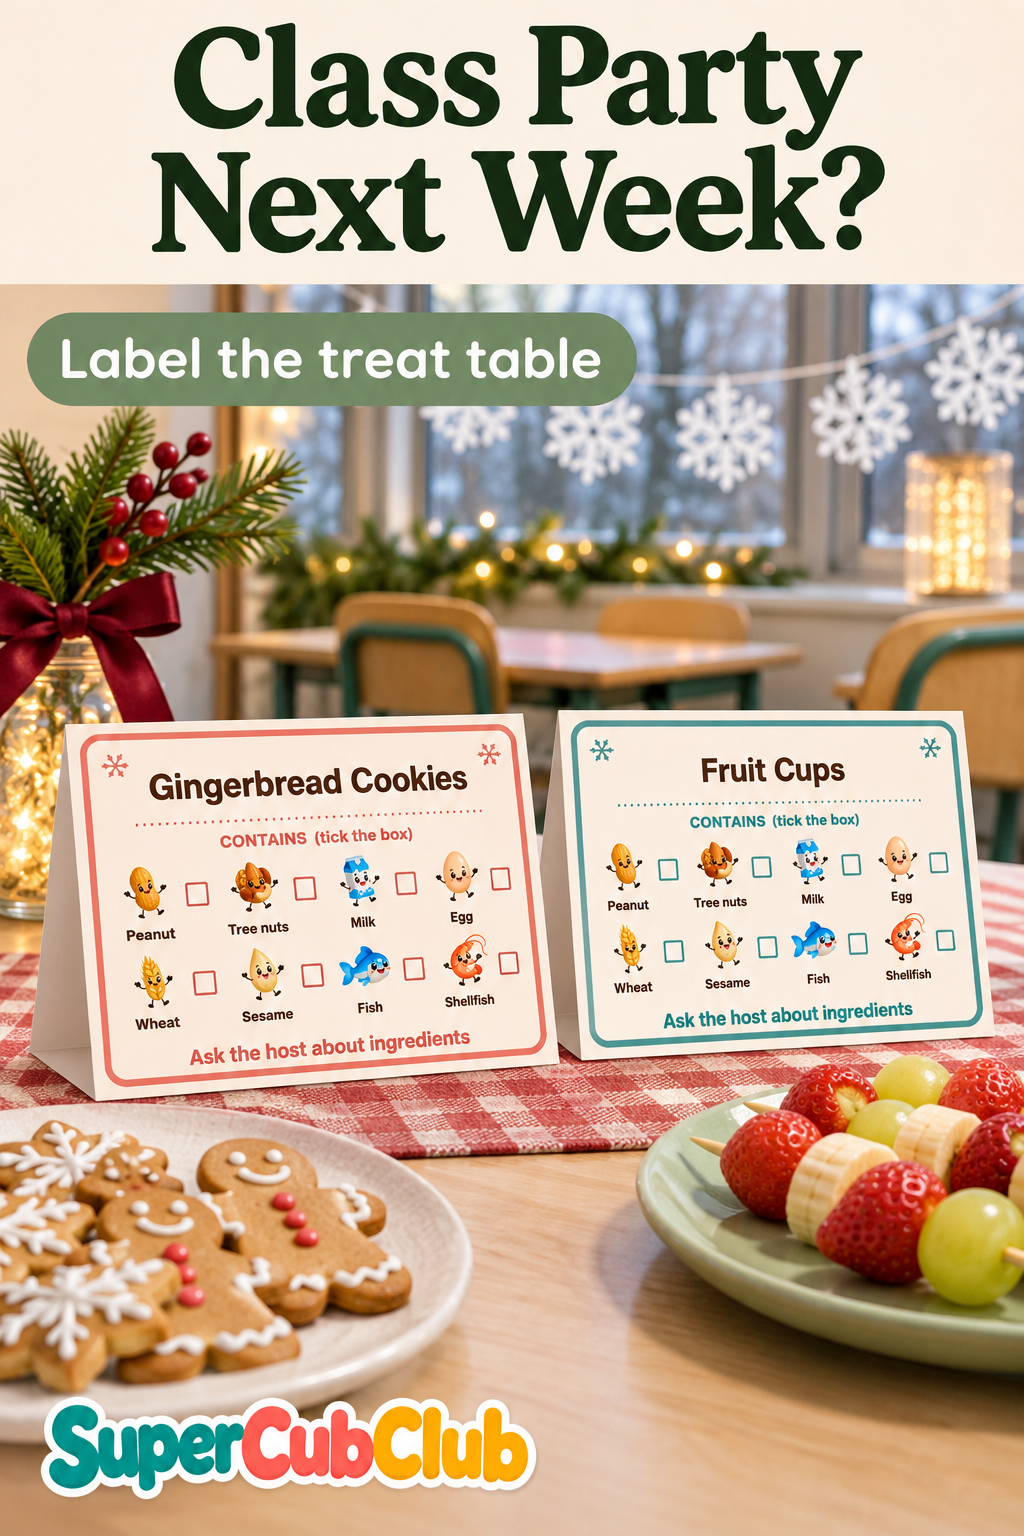 Class Party
Next Week?
Label the treat table
Gingerbread Cookies
CONTAINS (tick the box)
Peanut
Tree nuts
Milk
Egg
Wheat
Sesame
Fish
Shellfish
Ask the host about ingredients
Fruit Cups
CONTAINS (tick the box)
Peanut
Tree nuts
Milk
Egg
Wheat
Sesame
Fish
Shellfish
Ask the host about ingredients
SuperCubClub